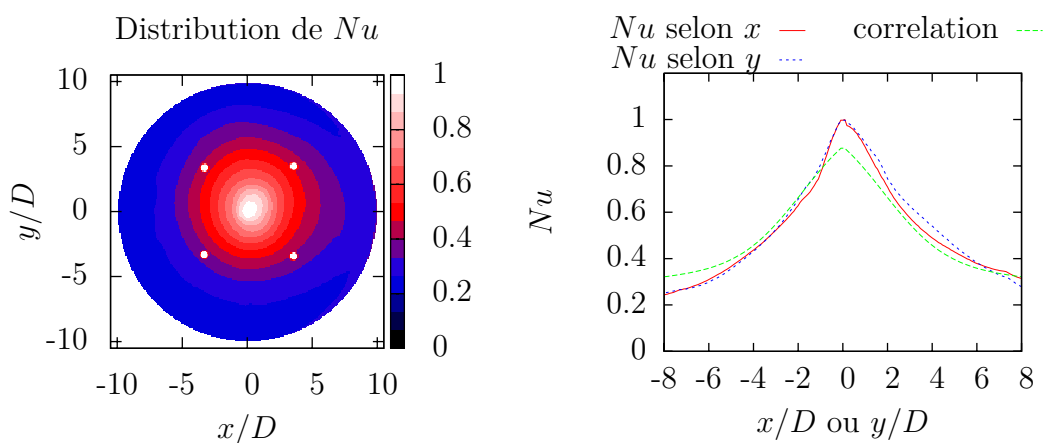 Distribution de Nu
10
5
0
-5
-10
y/D
-10 -5 0 5 10
x/D
1
0.8
0.6
0.4
0.2
0
Nu selon x
correlation
Nu selon y
1
0.8
0.6
0.4
0.2
0
Nu
-8 -6 -4 -2 0 2 4 6 8
x/D ou y/D